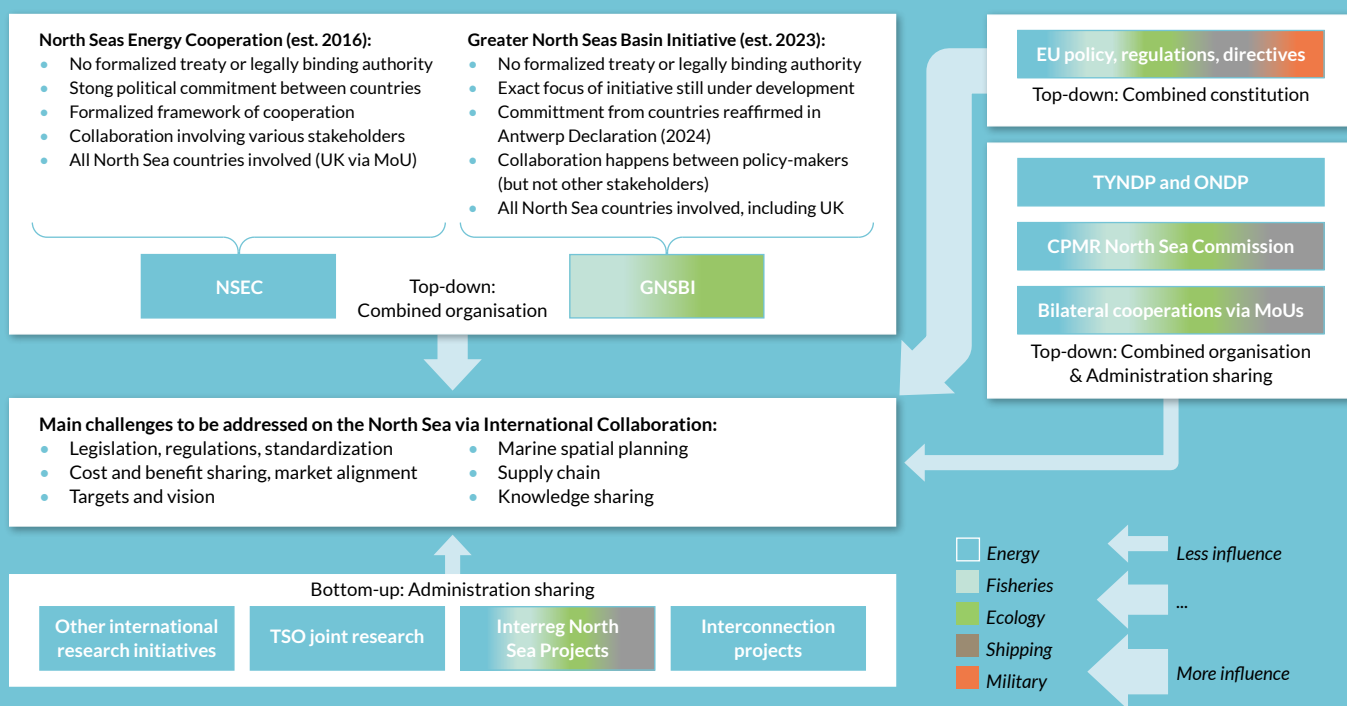 North Seas Energy Cooperation (est. 2016):
No formalized treaty or legally binding authority
Stong political commitment between countries
Formalized framework of cooperation
Collaboration involving various stakeholders
All North Sea countries involved (UK via MoU)
Greater North Seas Basin Initiative (est. 2023):
No formalized treaty or legally binding authority
Exact focus of initiative still under development
Committment from countries reaffirmed in
Antwerp Declaration (2024)
Collaboration happens between policy-makers
(but not other stakeholders)
All North Sea countries involved, including UK
NSEC
Top-down:
Combined organisation
GNSBI
EU policy, regulations, directives
Top-down: Combined constitution
TYNDP and ONDP
CPMR North Sea Commission
Bilateral cooperations via MoUs
Top-down: Combined organisation
& Administration sharing
Main challenges to be addressed on the North Sea via International Collaboration:
Legislation, regulations, standardization
Cost and benefit sharing, market alignment
Targets and vision
Marine spatial planning
Supply chain
Knowledge sharing
Bottom-up: Administration sharing
Other international
research initiatives
TSO joint research
Interreg North
Sea Projects
Interconnection
projects
Energy
Fisheries
Ecology
Shipping
Military
Less influence
...
More influence